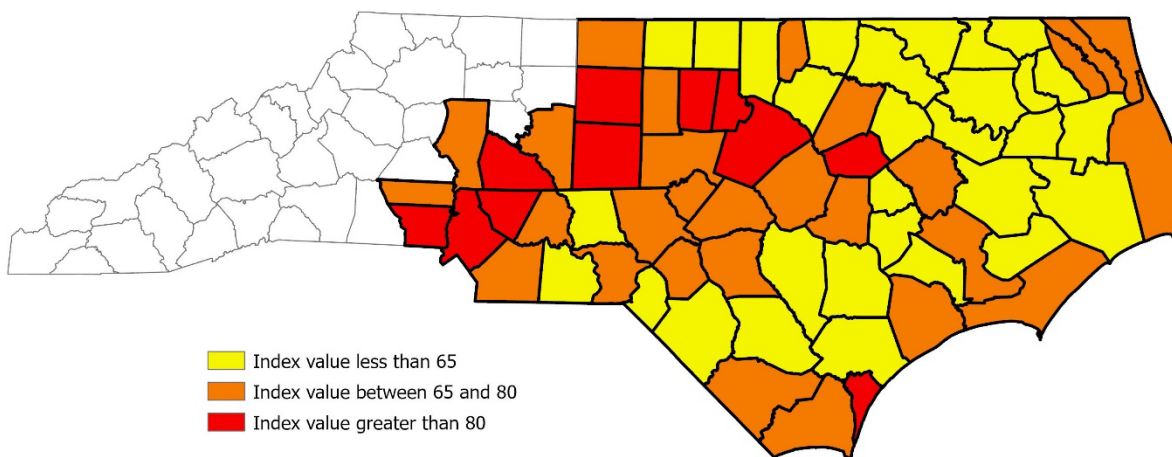 Index value less than 65
Index value between 65 and 80
Index value greater than 80